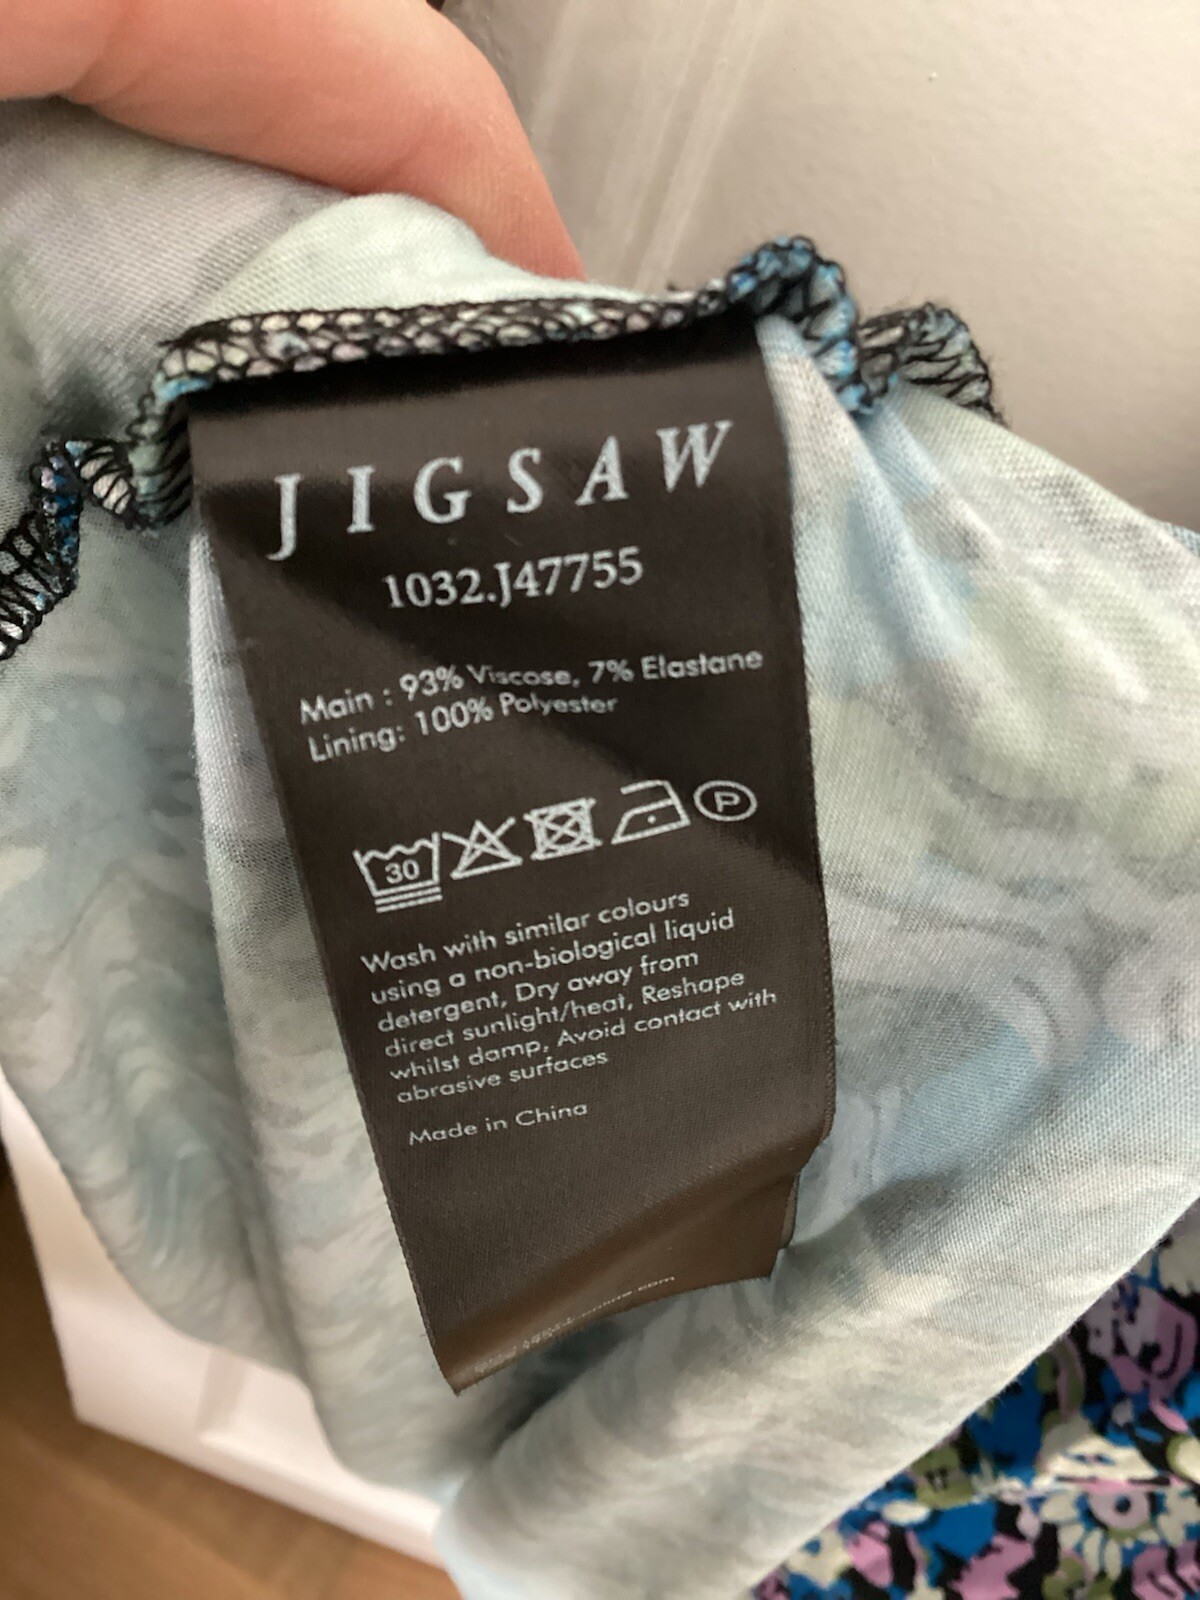 JIGSAW
1032.J47755
Main : 93% Viscose, 7% Elastane
Lining: 100% Polyester
30 P
Wash with similar colours
using a non-biological liquid
detergent, Dry away from
direct sunlight/heat, Reshape
whilst damp, Avoid contact with
abrasive surfaces
Made in China